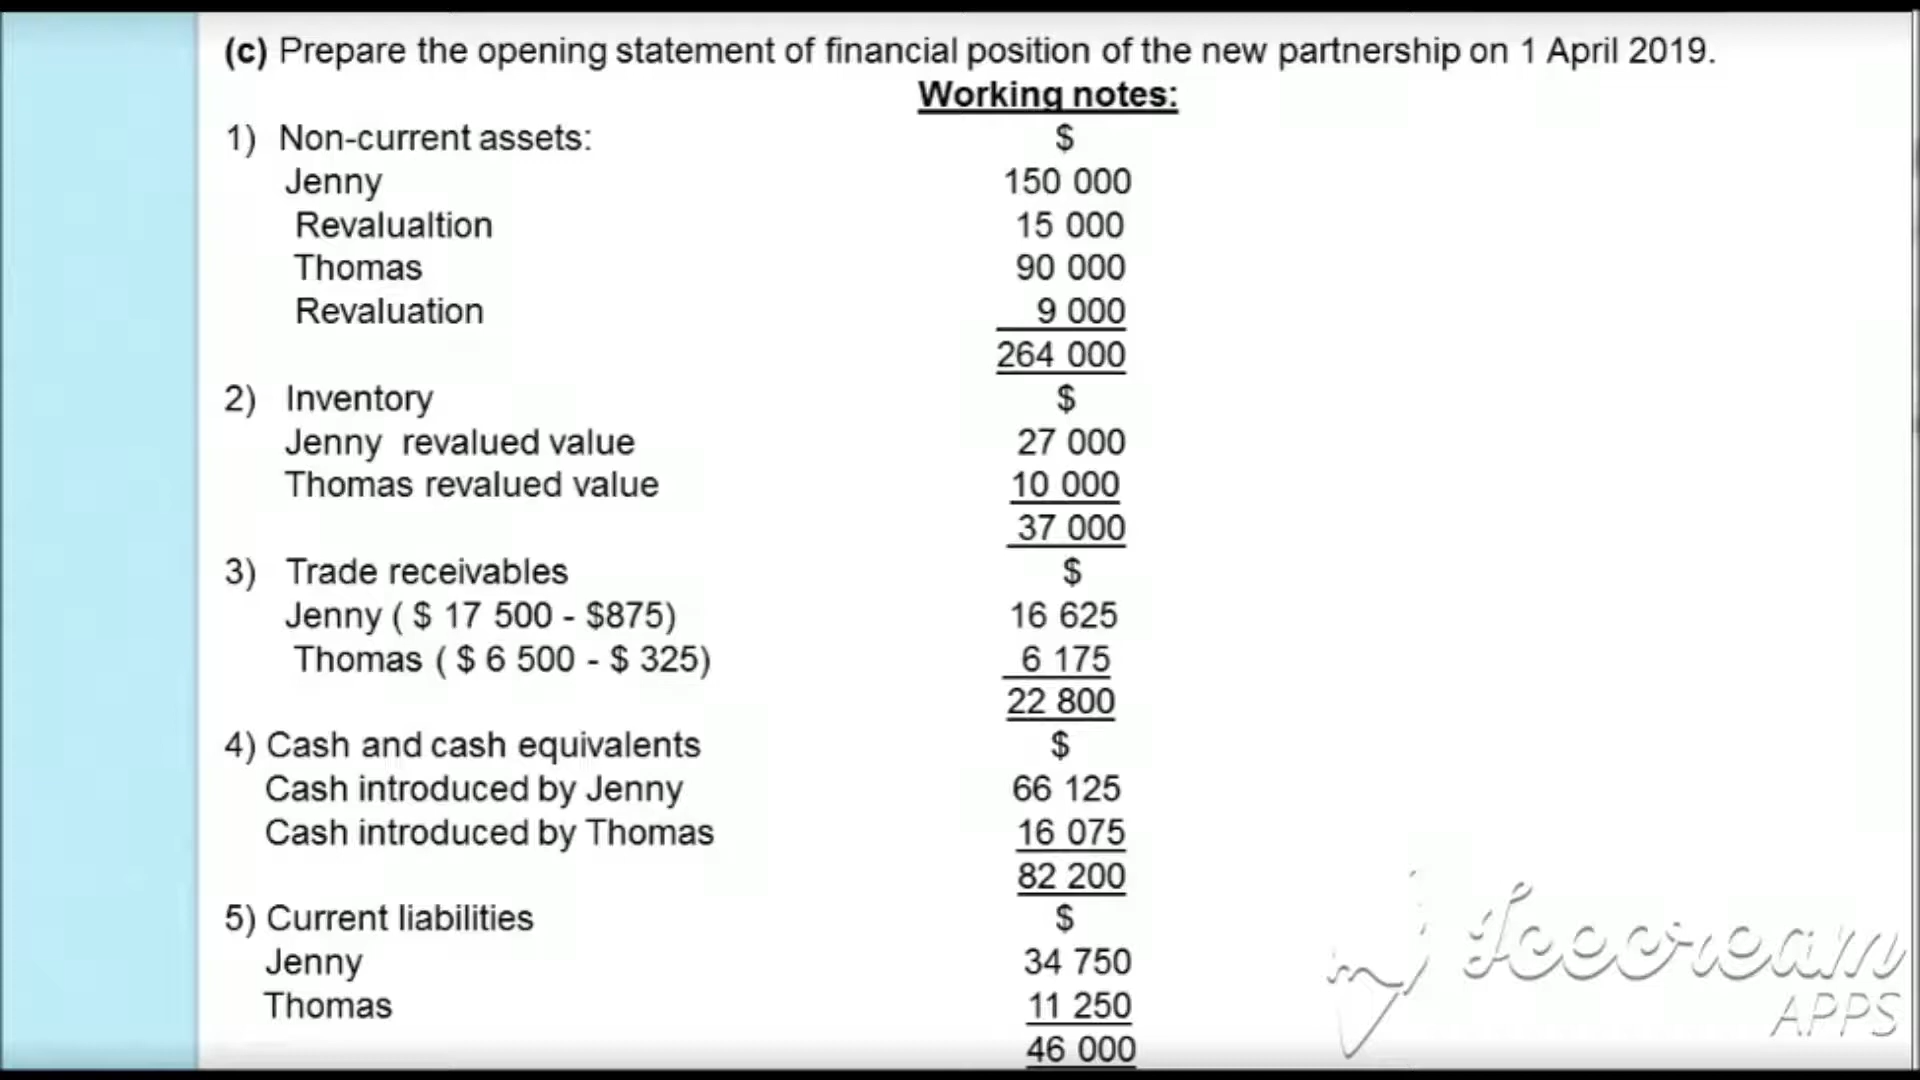 (c) Prepare the opening statement of financial position of the new partnership on 1 April 2019.
Working notes:
1) Non-current assets: $
Jenny 150 000
Revalualtion 15 000
Thomas 90 000
Revaluation 9 000
264 000
2) Inventory $
Jenny revalued value 27 000
Thomas revalued value 10 000
37 000
3) Trade receivables $
Jenny ( $ 17 500 - $875) 16 625
Thomas ( $ 6 500 - $ 325) 6 175
22 800
4) Cash and cash equivalents $
Cash introduced by Jenny 66 125
Cash introduced by Thomas 16 075
82 200
5) Current liabilities $
Jenny 34 750
Thomas 11 250
46 000
Icecream
APPS